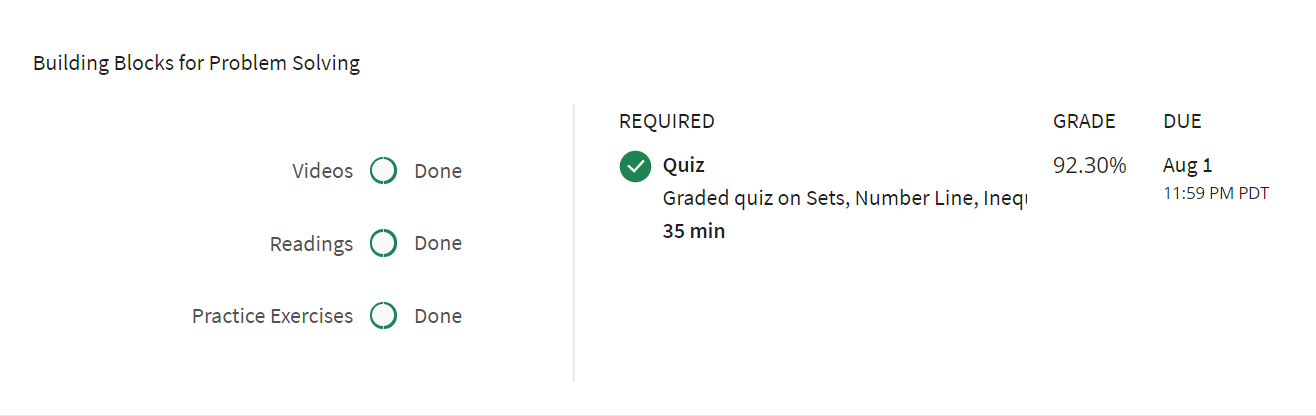 Building Blocks for Problem Solving
Videos Done
Readings Done
Practice Exercises Done
REQUIRED GRADE DUE
Quiz 92.30% Aug 1
Graded quiz on Sets, Number Line, Inequ 11:59 PM PDT
35 min